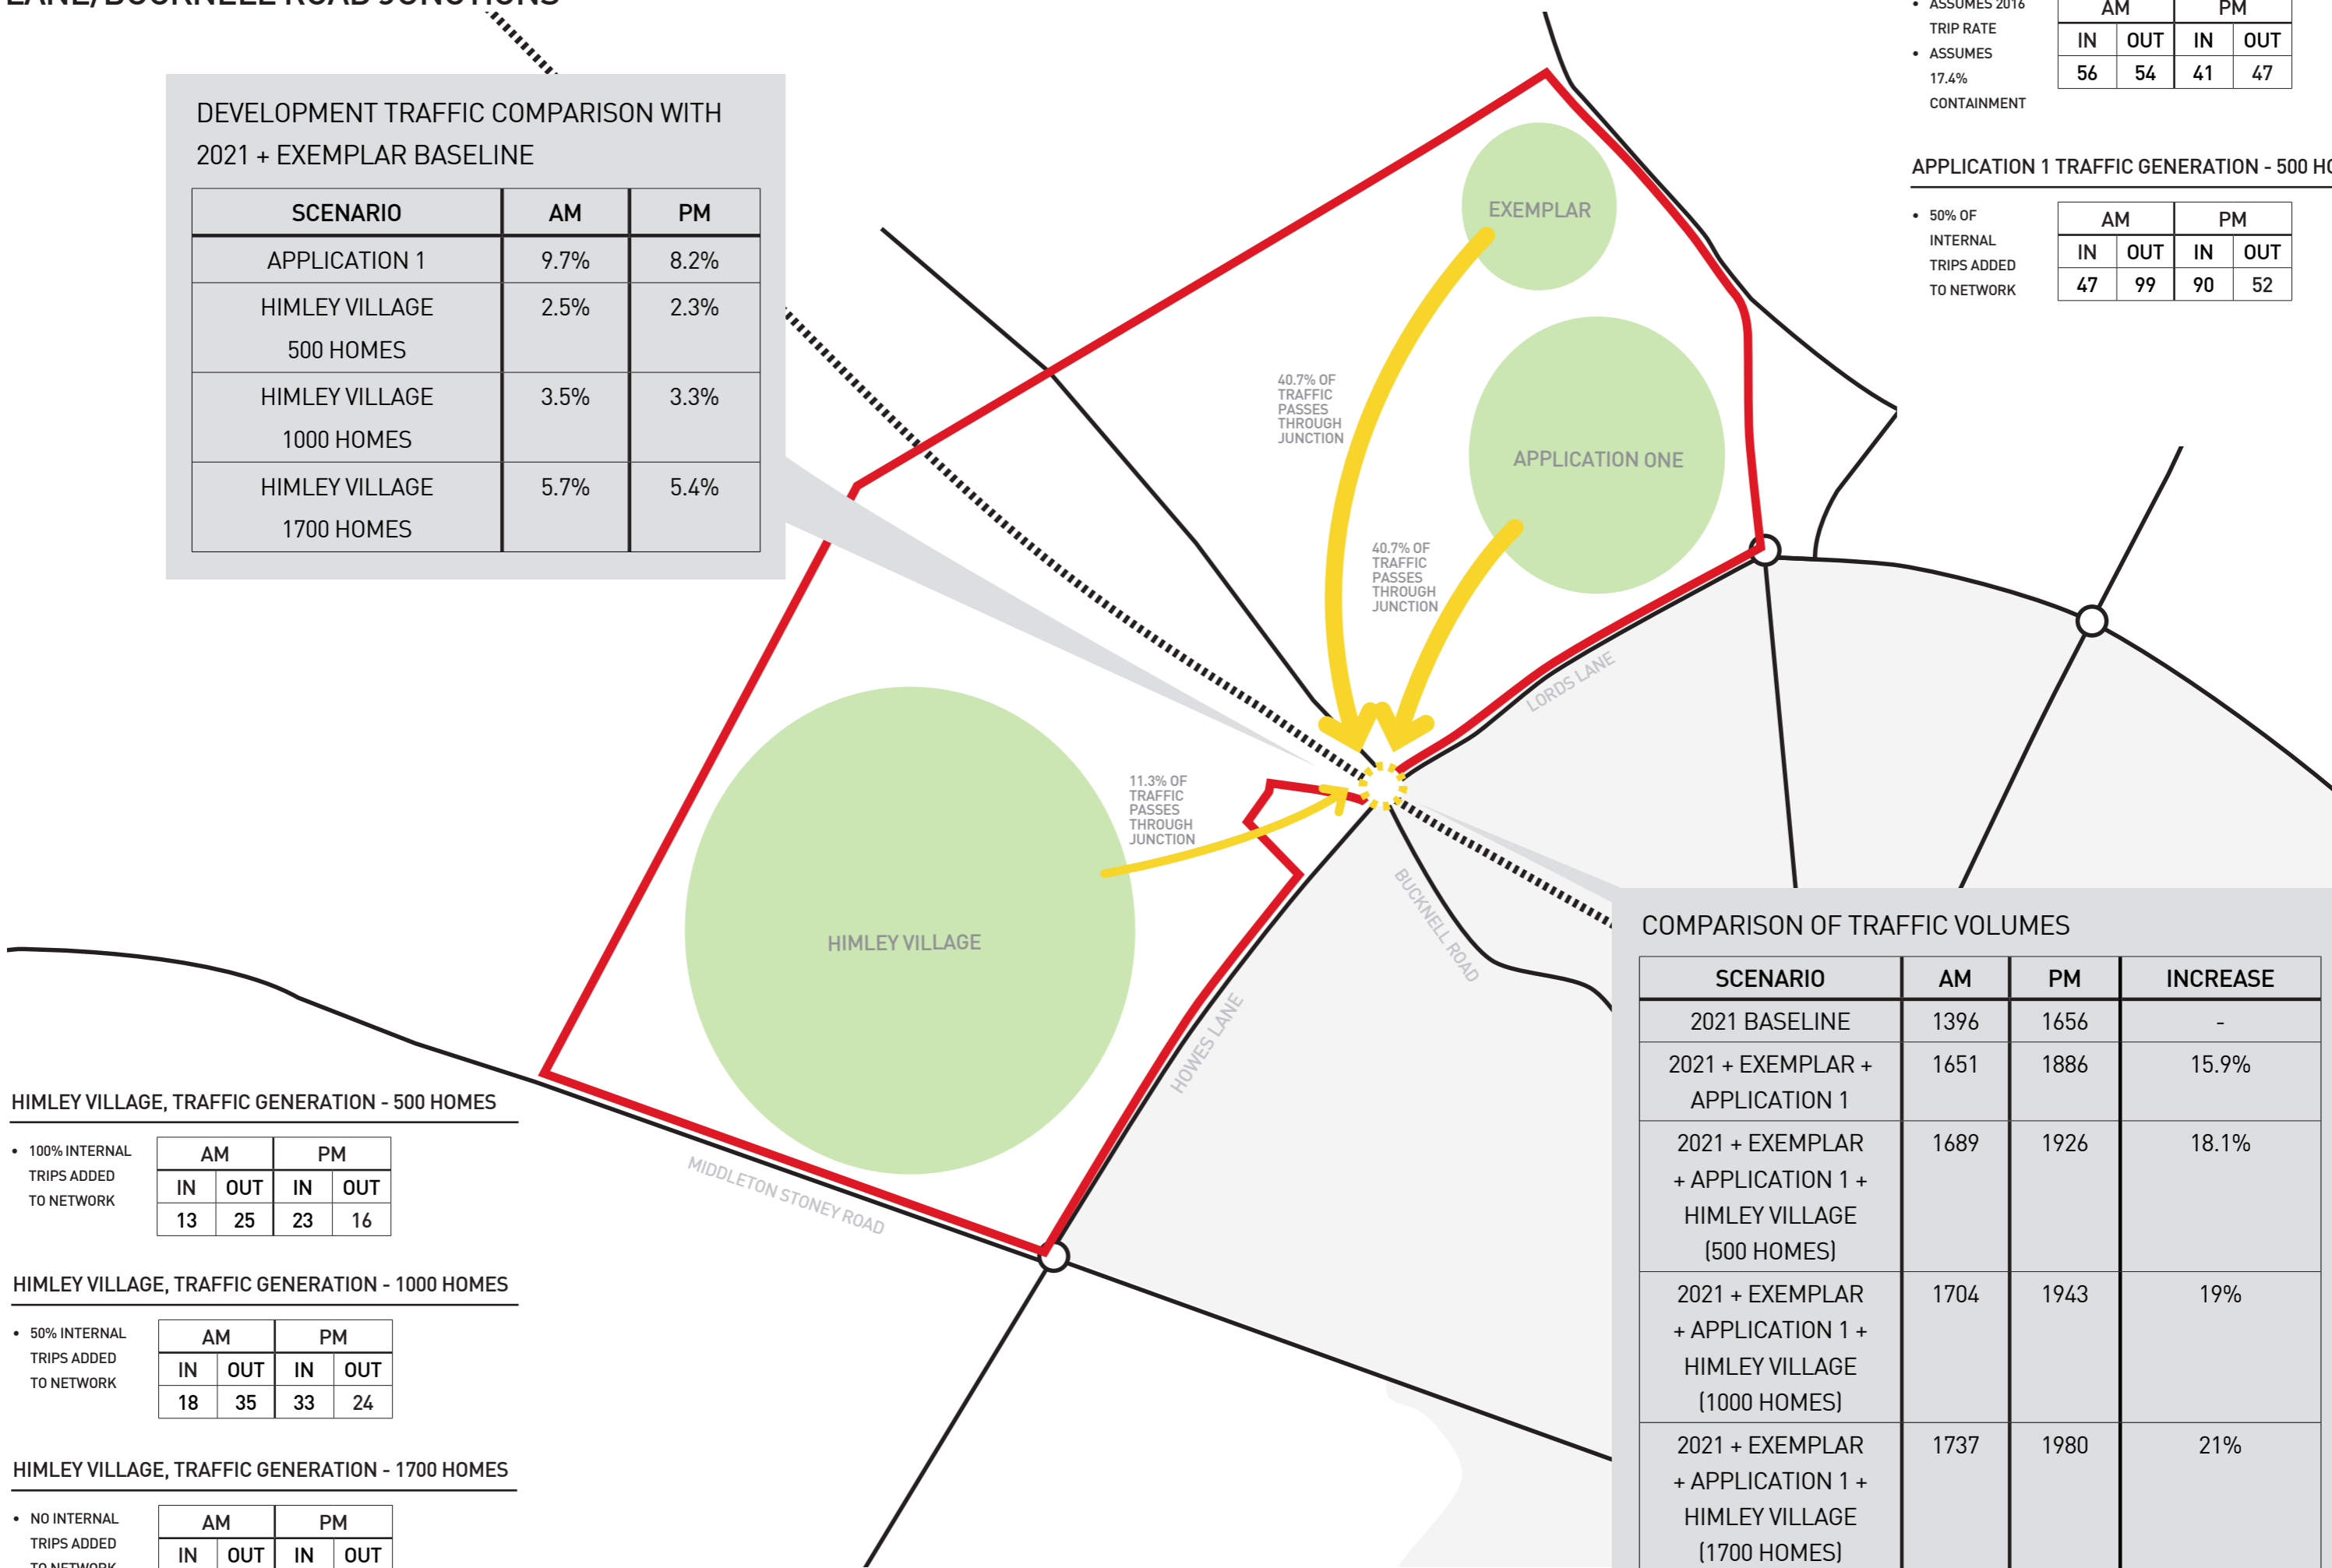 LANE/BUCKNELL ROAD JUNCTIONS
DEVELOPMENT TRAFFIC COMPARISON WITH
2021 + EXEMPLAR BASELINE
SCENARIO AM PM
APPLICATION 1 9.7% 8.2%
HIMLEY VILLAGE 2.5% 2.3%
500 HOMES
HIMLEY VILLAGE 3.5% 3.3%
1000 HOMES
HIMLEY VILLAGE 5.7% 5.4%
1700 HOMES
• ASSUMES 2016
TRIP RATE
• ASSUMES
17.4%
CONTAINMENT
AM PM
IN OUT IN OUT
56 54 41 47
APPLICATION 1 TRAFFIC GENERATION - 500
• 50% OF
INTERNAL
TRIPS ADDED
TO NETWORK
AM PM
IN OUT IN OUT
47 99 90 52
EXEMPLAR
40.7% OF
TRAFFIC
PASSES
THROUGH
JUNCTION
APPLICATION ONE
40.7% OF
TRAFFIC
PASSES
THROUGH
JUNCTION
LORDS LANE
11.3% OF
TRAFFIC
PASSES
THROUGH
JUNCTION
HIMLEY VILLAGE
BUCKNELL ROAD
HOWES LANE
MIDDLETON STONEY ROAD
HIMLEY VILLAGE, TRAFFIC GENERATION - 500 HOMES
• 100% INTERNAL
TRIPS ADDED
TO NETWORK
AM PM
IN OUT IN OUT
13 25 23 16
HIMLEY VILLAGE, TRAFFIC GENERATION - 1000 HOMES
• 50% INTERNAL
TRIPS ADDED
TO NETWORK
AM PM
IN OUT IN OUT
18 35 33 24
HIMLEY VILLAGE, TRAFFIC GENERATION - 1700 HOMES
• NO INTERNAL
TRIPS ADDED
TO NETWORK
AM PM
IN OUT IN OUT
COMPARISON OF TRAFFIC VOLUMES
SCENARIO AM PM INCREASE
2021 BASELINE 1396 1656 -
2021 + EXEMPLAR + 1651 1886 15.9%
APPLICATION 1
2021 + EXEMPLAR 1689 1926 18.1%
+ APPLICATION 1 +
HIMLEY VILLAGE
(500 HOMES)
2021 + EXEMPLAR 1704 1943 19%
+ APPLICATION 1 +
HIMLEY VILLAGE
(1000 HOMES)
2021 + EXEMPLAR 1737 1980 21%
+ APPLICATION 1 +
HIMLEY VILLAGE
(1700 HOMES)